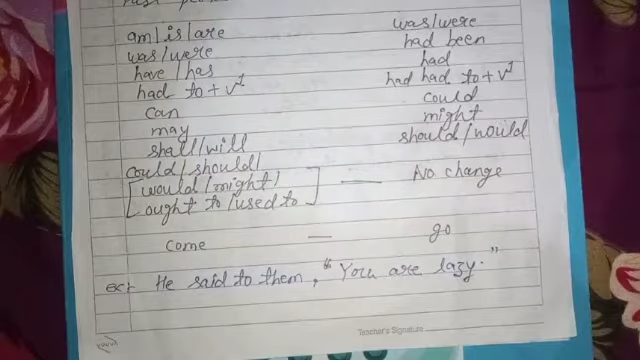 am/is/are was/were
was/were had been
have/has had
had to + V¹ had had to + V¹
can could
may might
shall/will should/would
could/should/
would/might/ — No change
ought to/used to
come — go
ex:- He said to them, "You are lazy."
Teacher's Signature